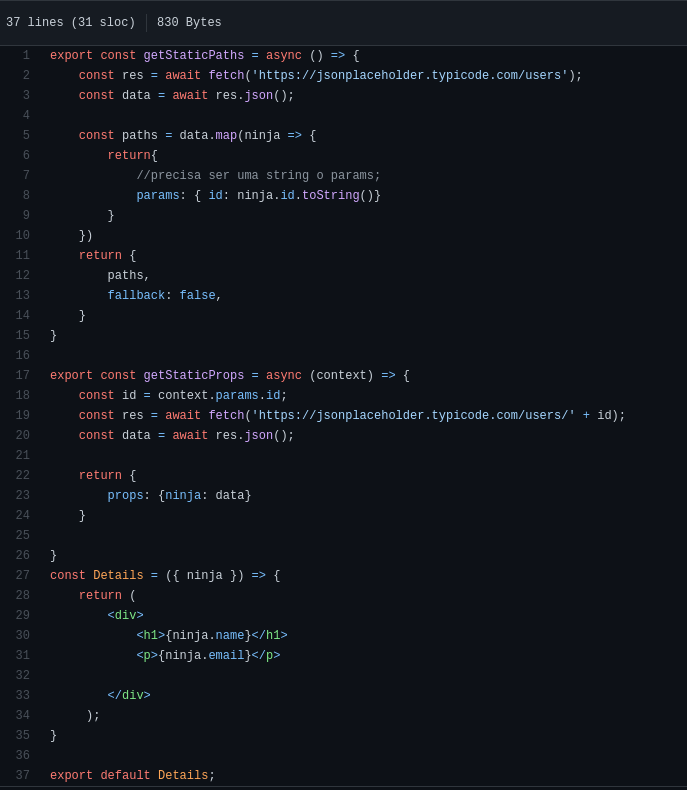 37 lines (31 sloc) 830 Bytes
1 export const getStaticPaths = async () => {
2     const res = await fetch('https://jsonplaceholder.typicode.com/users');
3     const data = await res.json();
4
5     const paths = data.map(ninja => {
6         return{
7             //precisa ser uma string o params;
8             params: { id: ninja.id.toString()}
9         }
10     })
11     return {
12         paths,
13         fallback: false,
14     }
15 }
16
17 export const getStaticProps = async (context) => {
18     const id = context.params.id;
19     const res = await fetch('https://jsonplaceholder.typicode.com/users/' + id);
20     const data = await res.json();
21
22     return {
23         props: {ninja: data}
24     }
25
26 }
27 const Details = ({ ninja }) => {
28     return (
29         <div>
30             <h1>{ninja.name}</h1>
31             <p>{ninja.email}</p>
32
33         </div>
34      );
35 }
36
37 export default Details;